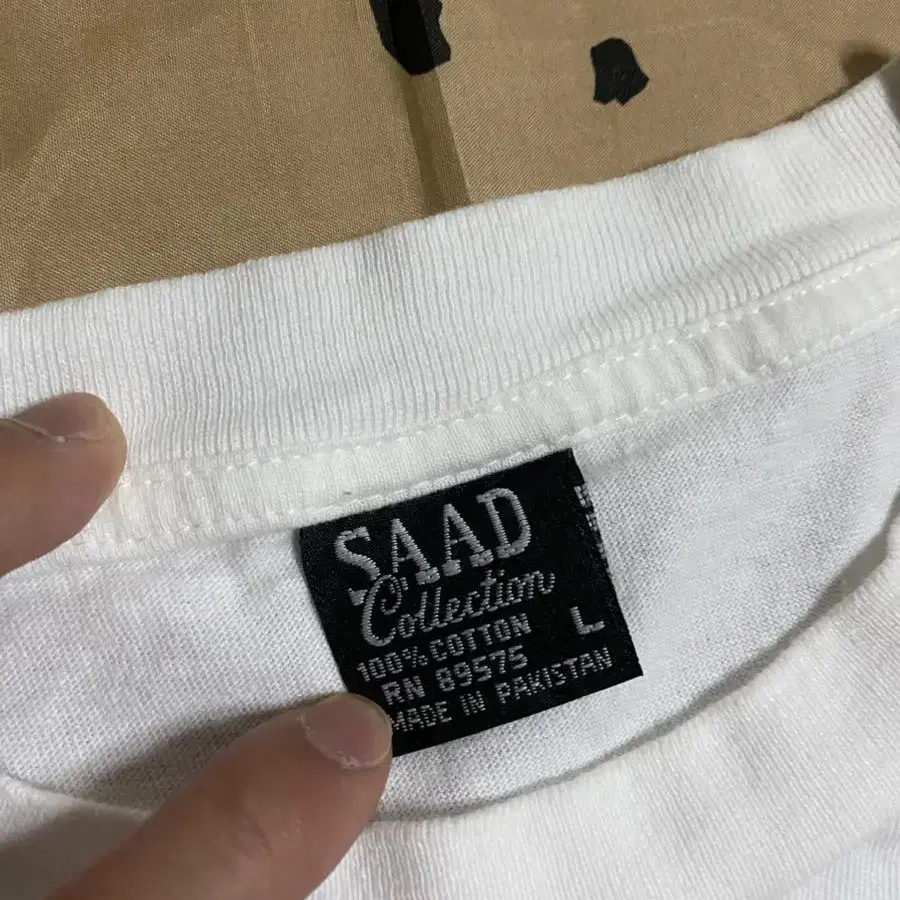 SAAD
Collection
100% COTTON L
RN 89575
MADE IN PAKISTAN